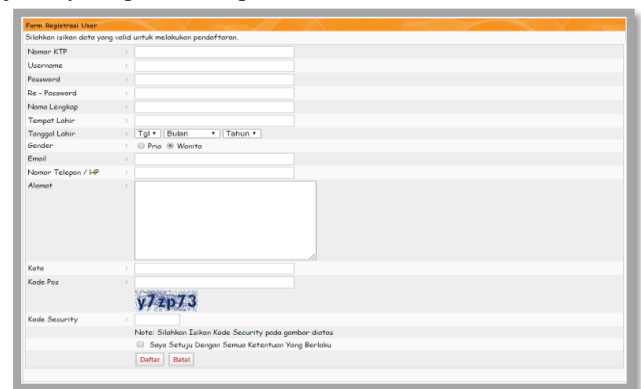 Form Registrasi User
Silahkan isikan data yang valid untuk melakukan pendaftaran.
Nomor KTP :
Username :
Password :
Re - Password :
Nama Lengkap :
Tempat Lahir :
Tanggal Lahir : Tgl Bulan Tahun
Gender : Pria Wanita
Email :
Nomor Telepon / HP :
Alamat :
Kota :
Kode Pos :
y7zp73
Kode Security :
Note: Silahkan Isikan Kode Security pada gambar diatas
Saya Setuju Dengan Semua Ketentuan Yang Berlaku
Daftar Batal